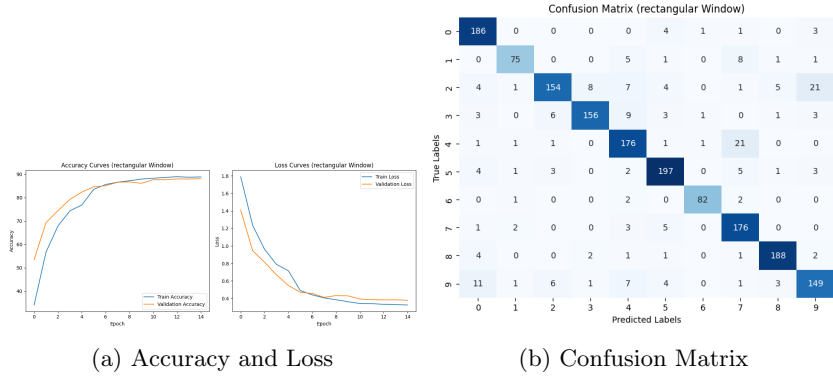 Accuracy Curves (rectangular Window)
Accuracy
90
80
70
60
50
40
0 2 4 6 8 10 12 14
Epoch
Train Accuracy
Validation Accuracy
Loss Curves (rectangular Window)
Loss
1.8
1.6
1.4
1.2
1.0
0.8
0.6
0.4
0 2 4 6 8 10 12 14
Epoch
Train Loss
Validation Loss
(a) Accuracy and Loss
Confusion Matrix (rectangular Window)
True Labels
0 186 0 0 0 0 4 1 1 0 3
1 0 75 0 0 5 1 0 8 1 1
2 4 1 154 8 7 4 0 1 5 21
3 3 0 6 156 9 3 1 0 1 3
4 1 1 1 0 176 1 1 21 0 0
5 4 1 3 0 2 197 0 5 1 3
6 0 1 0 0 2 0 82 2 0 0
7 1 2 0 0 3 5 0 176 0 0
8 4 0 0 2 1 1 0 1 188 2
9 11 1 6 1 7 4 0 1 3 149
0 1 2 3 4 5 6 7 8 9
Predicted Labels
(b) Confusion Matrix